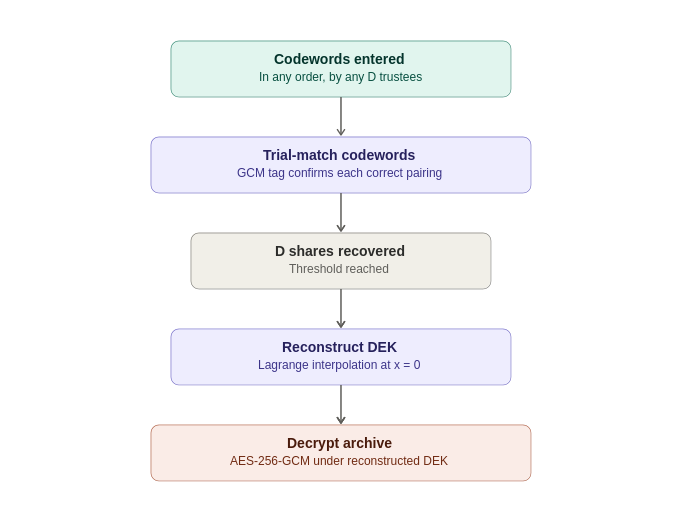 Codewords entered
In any order, by any D trustees
Trial-match codewords
GCM tag confirms each correct pairing
D shares recovered
Threshold reached
Reconstruct DEK
Lagrange interpolation at x = 0
Decrypt archive
AES-256-GCM under reconstructed DEK